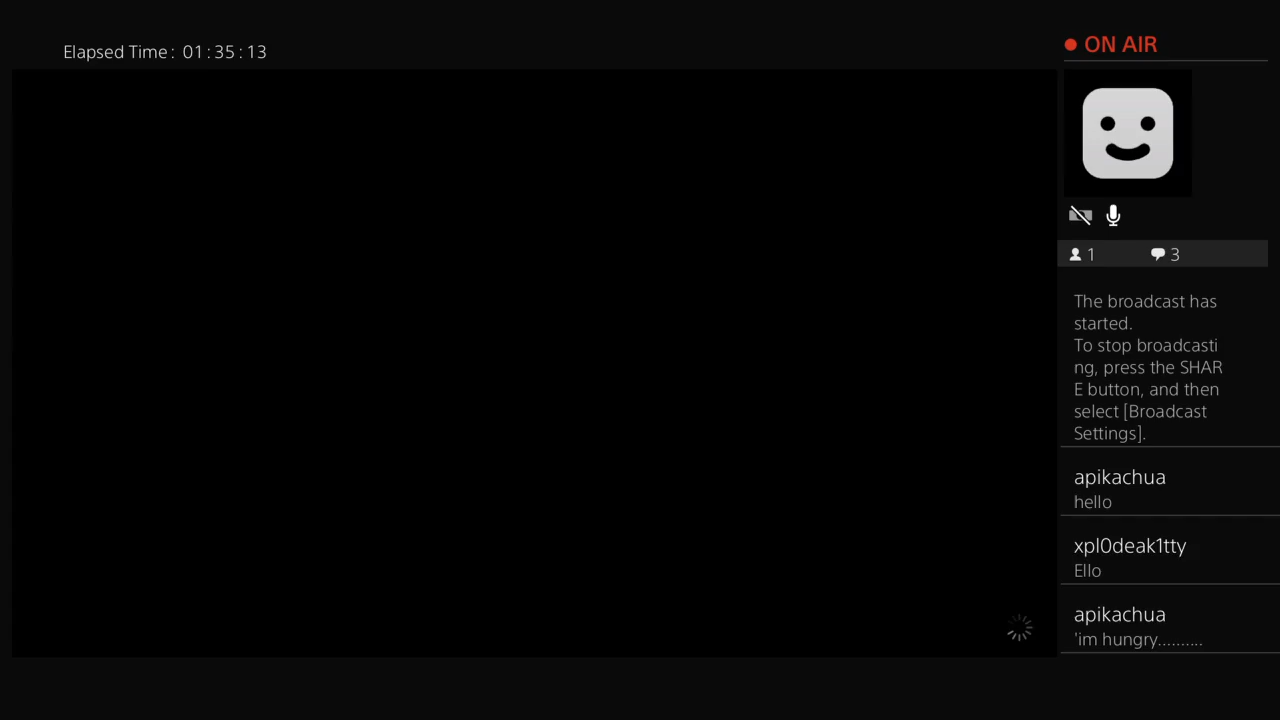 Elapsed Time: 01:35:13
ON AIR
1
3
The broadcast has
started.
To stop broadcasti
ng, press the SHAR
E button, and then
select [Broadcast
Settings].
apikachua
hello
xpl0deak1tty
Ello
apikachua
'im hungry..........